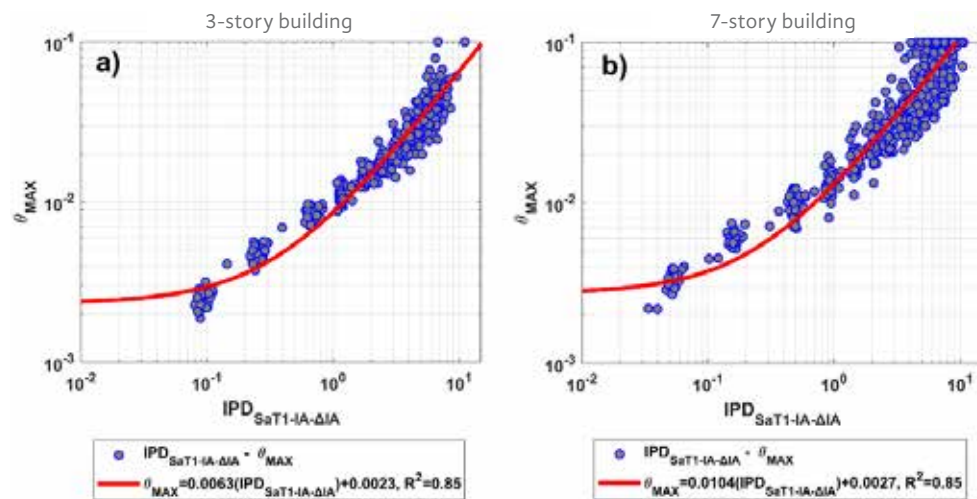 3-story building
7-story building
a)
b)
10⁻¹
10⁻²
10⁻³
θMAX
10⁻² 10⁻¹ 10⁰ 10¹
IPDSaT1-IA-ΔIA
10⁻¹
10⁻²
10⁻³
θMAX
10⁻² 10⁻¹ 10⁰ 10¹
IPDSaT1-IA-ΔIA
IPDSaT1-IA-ΔIA - θMAX
θMAX=0.0063(IPDSaT1-IA-ΔIA)+0.0023, R²=0.85
IPDSaT1-IA-ΔIA - θMAX
θMAX=0.0104(IPDSaT1-IA-ΔIA)+0.0027, R²=0.85